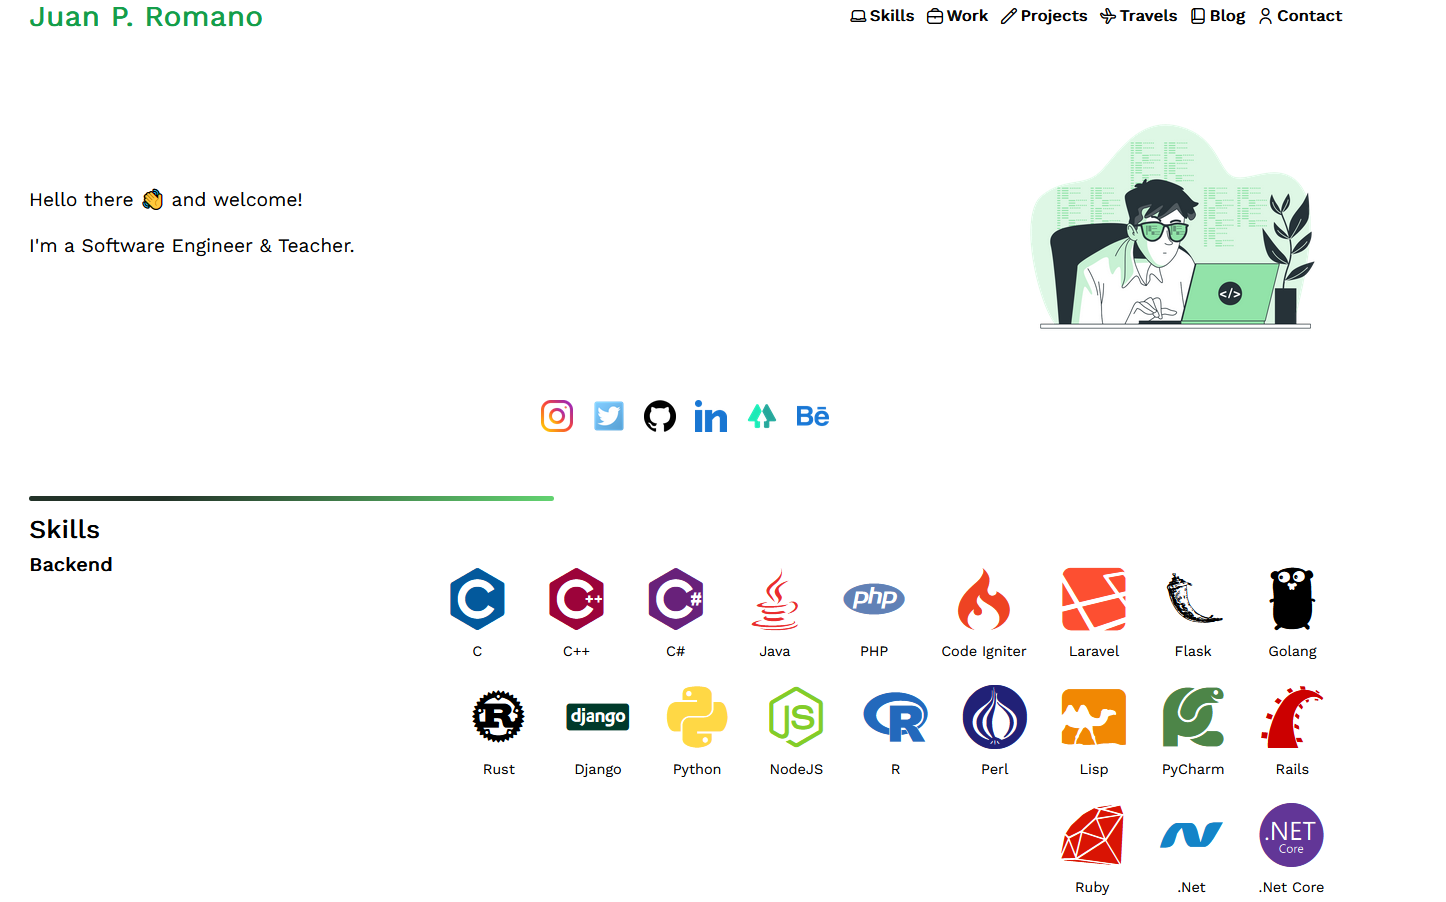 Juan P. Romano
Skills Work Projects Travels Blog Contact
Hello there 👏 and welcome!
I'm a Software Engineer & Teacher.
</>
in Bē
Skills
Backend
C C++ C# php
C C++ C# Java PHP Code Igniter Laravel Flask Golang
R django JS R
Rust Django Python NodeJS R Perl Lisp PyCharm Rails
.NET
Core
Ruby .Net .Net Core